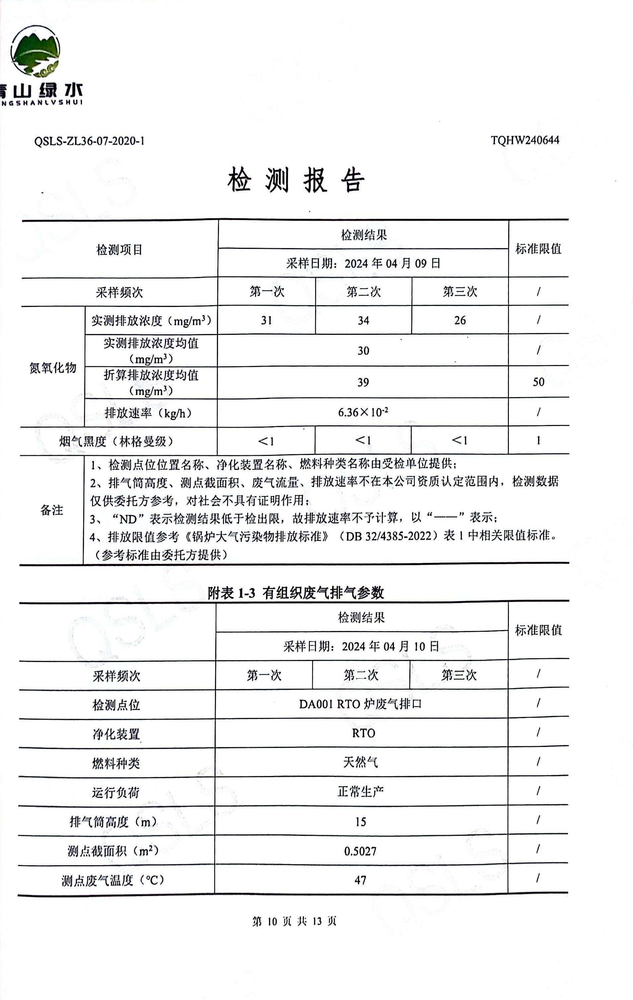 青山绿水
NGSHANLVSHUI
QSLS-ZL36-07-2020-1
TQHW240644
检测报告
检测项目
检测结果
标准限值
采样日期：2024 年 04 月 09 日
采样频次
第一次
第二次
第三次
/
氮氧化物
实测排放浓度（mg/m³）
31
34
26
/
实测排放浓度均值
（mg/m³）
30
/
折算排放浓度均值
（mg/m³）
39
50
排放速率（kg/h）
6.36×10⁻²
/
烟气黑度（林格曼级）
＜1
＜1
＜1
1
备注
1、检测点位位置名称、净化装置名称、燃料种类名称由受检单位提供；
2、排气筒高度、测点截面积、废气流量、排放速率不在本公司资质认定范围内，检测数据
仅供委托方参考，对社会不具有证明作用；
3、“ND”表示检测结果低于检出限，故排放速率不予计算，以“——”表示；
4、排放限值参考《锅炉大气污染物排放标准》（DB 32/4385-2022）表 1 中相关限值标准。
（参考标准由委托方提供）
附表 1-3 有组织废气排气参数
检测结果
标准限值
采样日期：2024 年 04 月 10 日
采样频次
第一次
第二次
第三次
/
检测点位
DA001 RTO 炉废气排口
/
净化装置
RTO
/
燃料种类
天然气
/
运行负荷
正常生产
/
排气筒高度（m）
15
/
测点截面积（m²）
0.5027
/
测点废气温度（℃）
47
/
第 10 页 共 13 页
QSLS